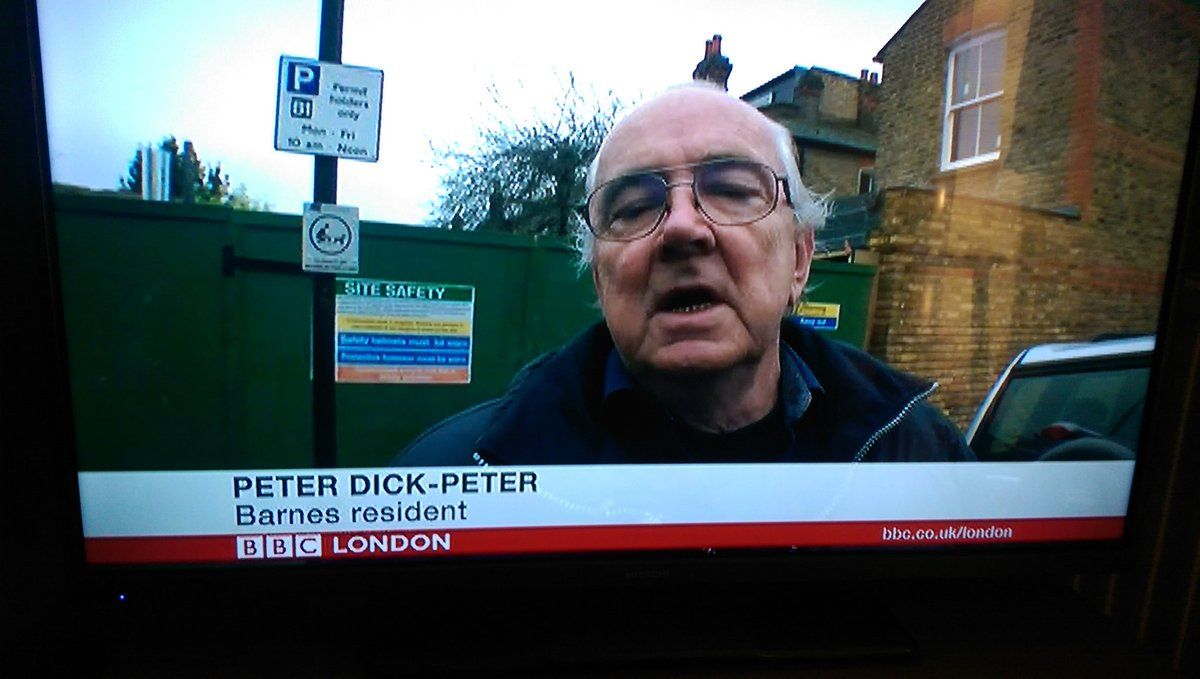 P
Permit
holders
only
Mon - Fri
10 am - Noon
SITE SAFETY
Safety helmets must be worn
Protective footwear must be worn
PETER DICK-PETER
Barnes resident
BBC LONDON
bbc.co.uk/london